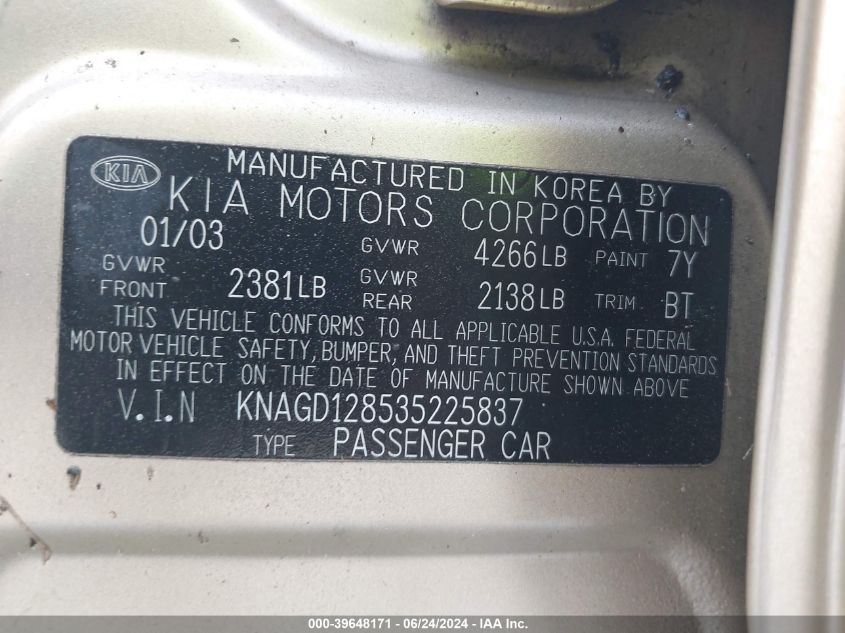 KIA MANUFACTURED IN KOREA BY
KIA MOTORS CORPORATION
01/03 GVWR 4266LB PAINT 7Y
GVWR FRONT 2381LB GVWR REAR 2138LB TRIM BT
THIS VEHICLE CONFORMS TO ALL APPLICABLE U.S.A. FEDERAL
MOTOR VEHICLE SAFETY, BUMPER, AND THEFT PREVENTION STANDARDS
IN EFFECT ON THE DATE OF MANUFACTURE SHOWN ABOVE
V.I.N KNAGD128535225837
TYPE PASSENGER CAR
000-39648171 - 06/24/2024 - IAA Inc.